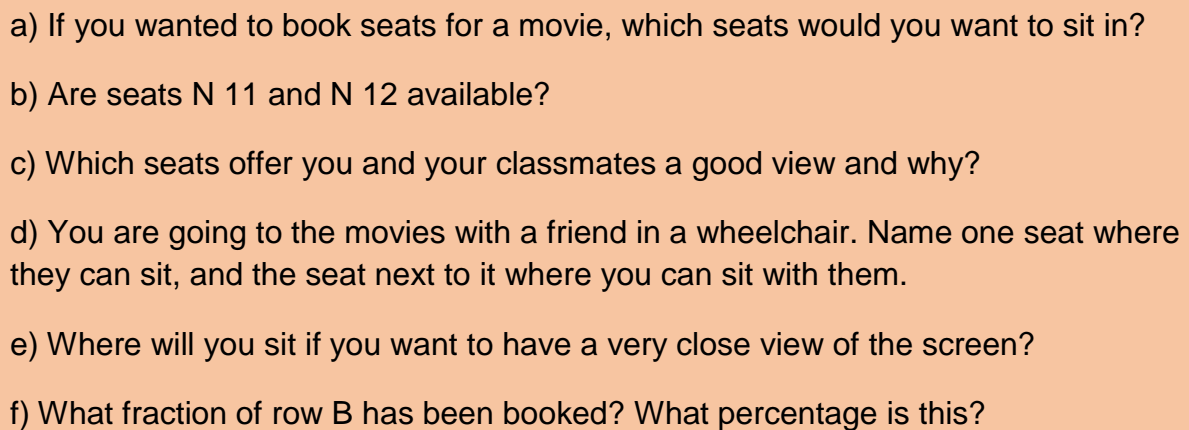 a) If you wanted to book seats for a movie, which seats would you want to sit in?
b) Are seats N 11 and N 12 available?
c) Which seats offer you and your classmates a good view and why?
d) You are going to the movies with a friend in a wheelchair. Name one seat where
they can sit, and the seat next to it where you can sit with them.
e) Where will you sit if you want to have a very close view of the screen?
f) What fraction of row B has been booked? What percentage is this?